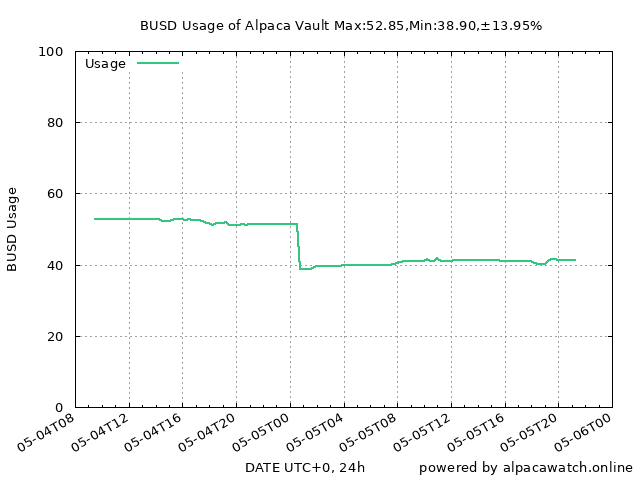 BUSD Usage of Alpaca Vault Max:52.85,Min:38.90,±13.95%
Usage
BUSD Usage
100
80
60
40
20
0
05-04T08
05-04T12
05-04T16
05-04T20
05-05T00
05-05T04
05-05T08
05-05T12
05-05T16
05-05T20
05-06T00
DATE UTC+0, 24h
powered by alpacawatch.online